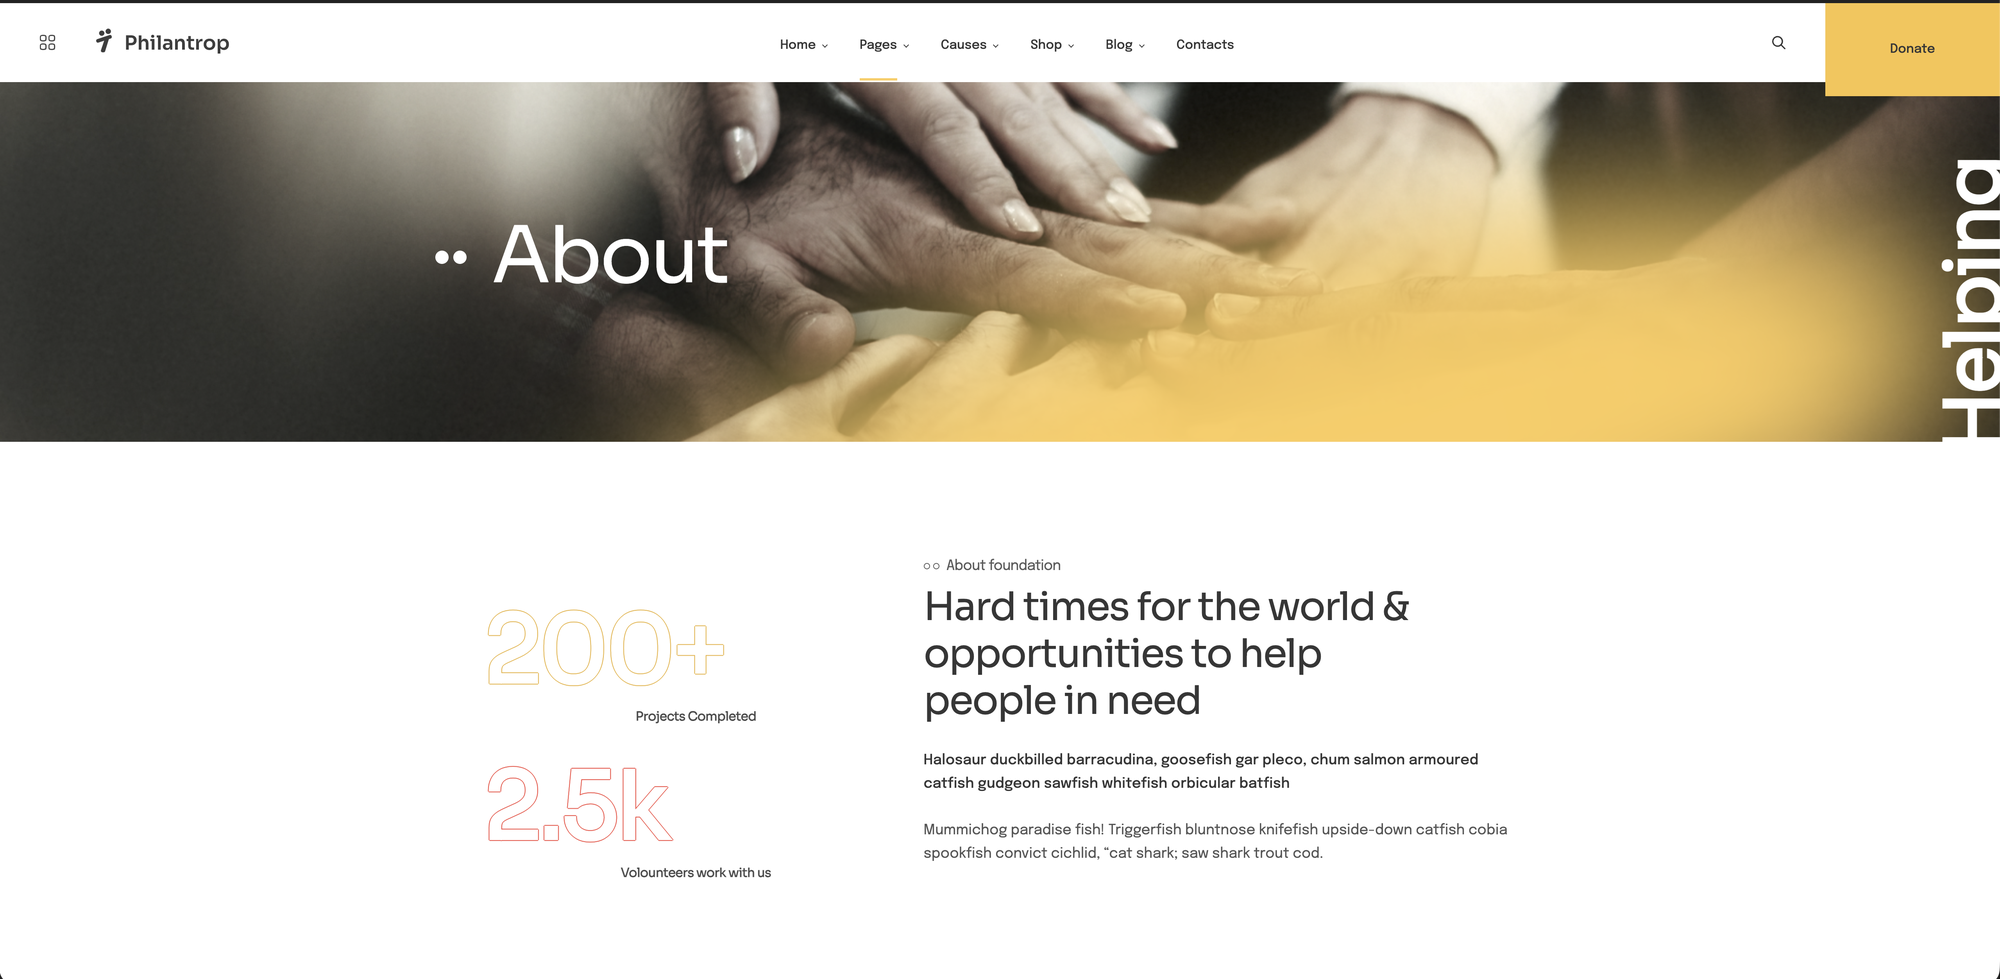 Philantrop
Home
Pages
Causes
Shop
Blog
Contacts
Donate
About
Helping
200+
Projects Completed
2.5k
Volounteers work with us
About foundation
Hard times for the world &
opportunities to help
people in need
Halosaur duckbilled barracudina, goosefish gar pleco, chum salmon armoured
catfish gudgeon sawfish whitefish orbicular batfish
Mummichog paradise fish! Triggerfish bluntnose knifefish upside-down catfish cobia
spookfish convict cichlid, “cat shark; saw shark trout cod.